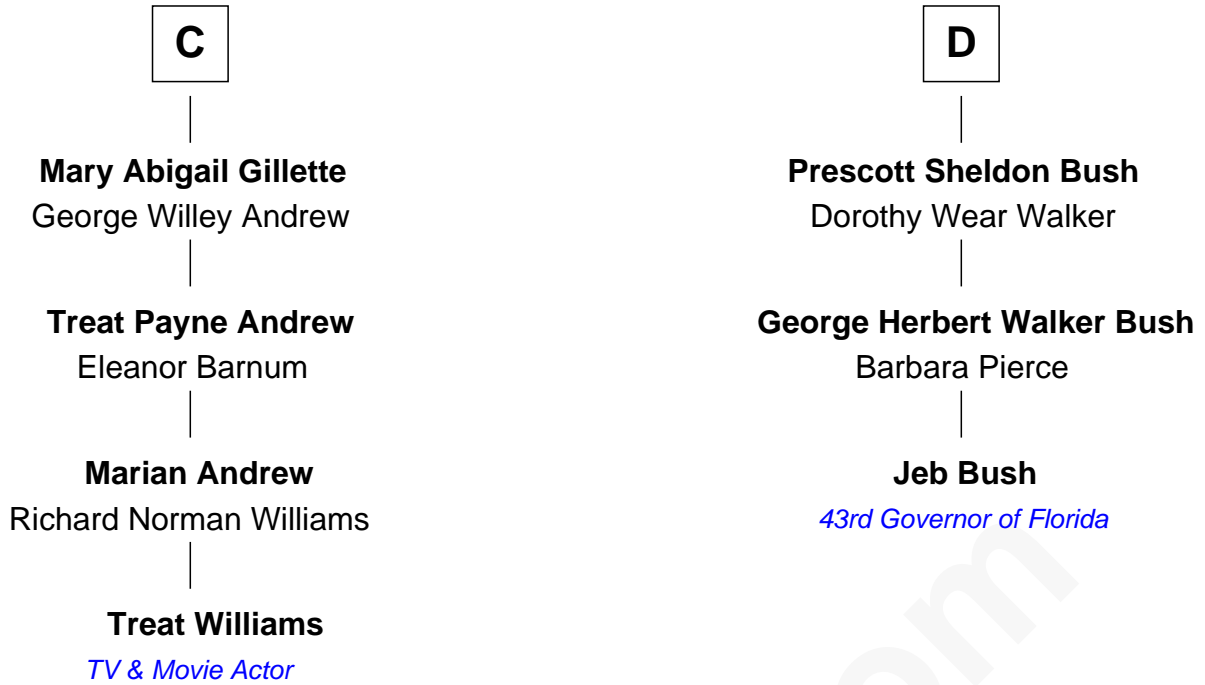 C
Mary Abigail Gillette
George Willey Andrew
Treat Payne Andrew
Eleanor Barnum
Marian Andrew
Richard Norman Williams
Treat Williams
TV & Movie Actor
D
Prescott Sheldon Bush
Dorothy Wear Walker
George Herbert Walker Bush
Barbara Pierce
Jeb Bush
43rd Governor of Florida
om